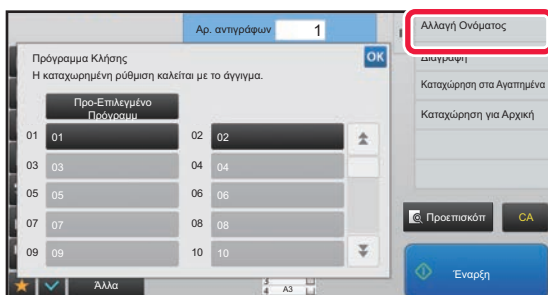 Αρ. αντιγράφων 1
Αλλαγή Ονόματος
Πρόγραμμα Κλήσης
OK
Διαγραφή
Η καταχωρημένη ρύθμιση καλείται με το άγγιγμα.
Καταχώρηση στα Αγαπημένα
Προ-Επιλεγμένο
Πρόγραμμ
Καταχώρηση για Αρχική
01 01 02 02
03 03 04 04
05 05 06 06
07 07 08 08
Προεπισκόπ
CA
09 09 10 10
Έναρξη
Άλλα
A3
4